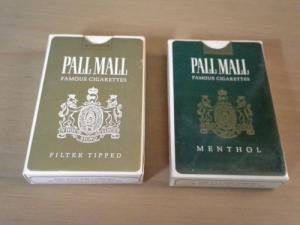 PALL MALL
FAMOUS CIGARETTES
FILTER TIPPED
PALL MALL
FAMOUS CIGARETTES
MENTHOL